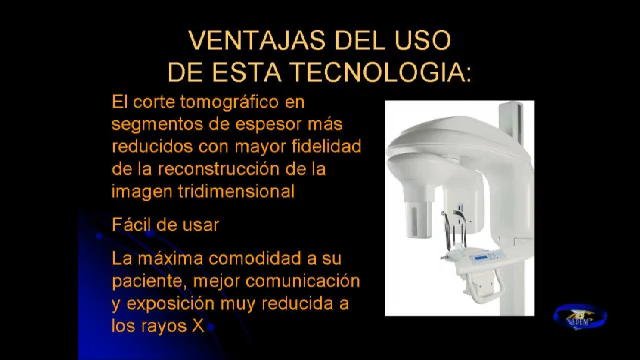 VENTAJAS DEL USO
DE ESTA TECNOLOGIA:
El corte tomográfico en
segmentos de espesor más
reducidos con mayor fidelidad
de la reconstrucción de la
imagen tridimensional
Fácil de usar
La máxima comodidad a su
paciente, mejor comunicación
y exposición muy reducida a
los rayos X